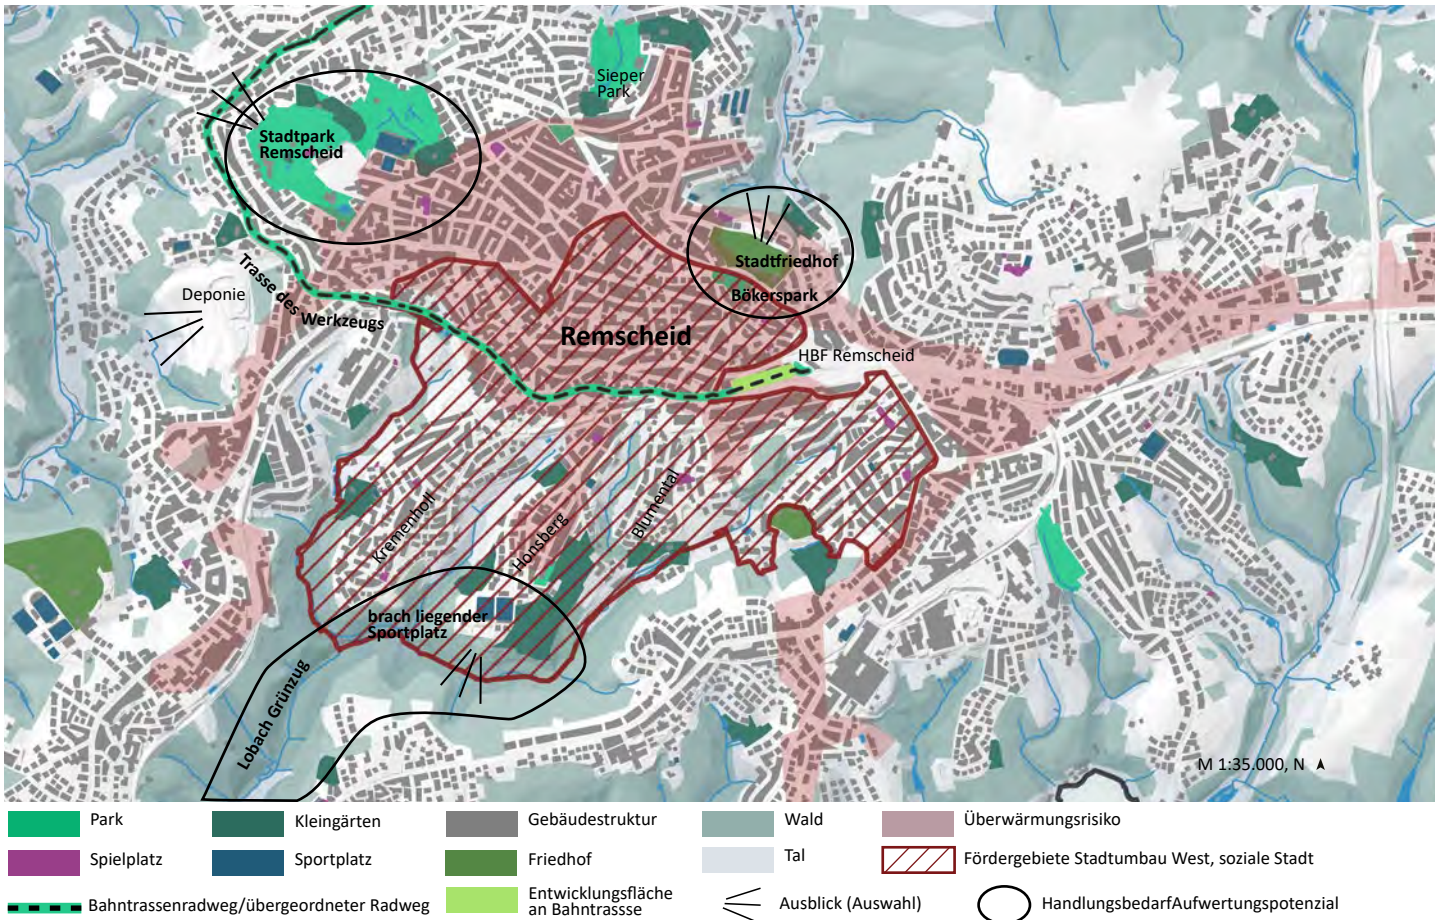 Sieper
Park
Stadtpark
Remscheid
Stadtfriedhof
Bökerspark
Deponie
Trasse des
Werkzeugs
Remscheid
HBF Remscheid
Kremenholl
Honsberg
Blumental
brach liegender
Sportplatz
Lobach Grünzug
M 1:35.000, N
Park
Kleingärten
Gebäudestruktur
Wald
Überwärmungsrisiko
Spielplatz
Sportplatz
Friedhof
Tal
Fördergebiete Stadtumbau West, soziale Stadt
Bahntrassenradweg/übergeordneter Radweg
Entwicklungsfläche
an Bahntrassse
Ausblick (Auswahl)
HandlungsbedarfAufwertungspotenzial